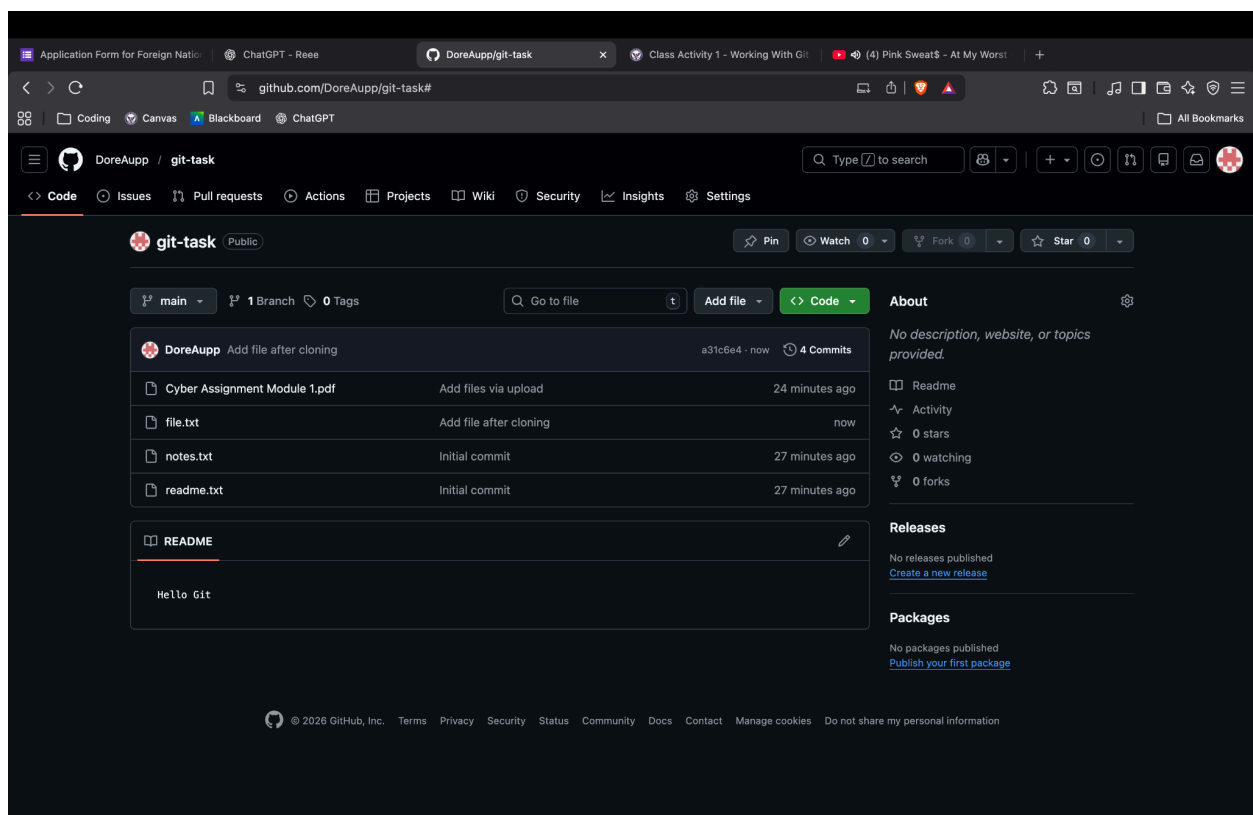 Application Form for Foreign Natio
ChatGPT - Reee
DoreAupp/git-task
Class Activity 1 - Working With Git
(4) Pink Sweat$ - At My Worst
github.com/DoreAupp/git-task#
Coding
Canvas
Blackboard
ChatGPT
All Bookmarks
DoreAupp / git-task
Type / to search
Code
Issues
Pull requests
Actions
Projects
Wiki
Security
Insights
Settings
git-task Public
Pin
Watch 0
Fork 0
Star 0
main
1 Branch
0 Tags
Go to file t
Add file
Code
DoreAupp Add file after cloning a31c6e4 · now 4 Commits
Cyber Assignment Module 1.pdf Add files via upload 24 minutes ago
file.txt Add file after cloning now
notes.txt Initial commit 27 minutes ago
readme.txt Initial commit 27 minutes ago
README
Hello Git
About
No description, website, or topics
provided.
Readme
Activity
0 stars
0 watching
0 forks
Releases
No releases published
Create a new release
Packages
No packages published
Publish your first package
© 2026 GitHub, Inc. Terms Privacy Security Status Community Docs Contact Manage cookies Do not share my personal information